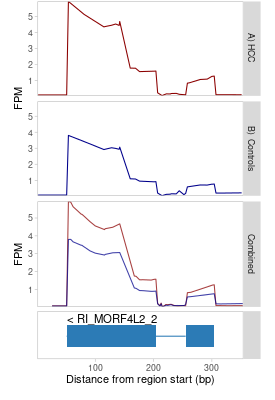 5
4
3
2
1
A) HCC
FPM
5
4
3
2
1
B) Controls
5
4
3
2
1
Combined
FPM
< RI_MORF4L2_2
100
200
300
Distance from region start (bp)